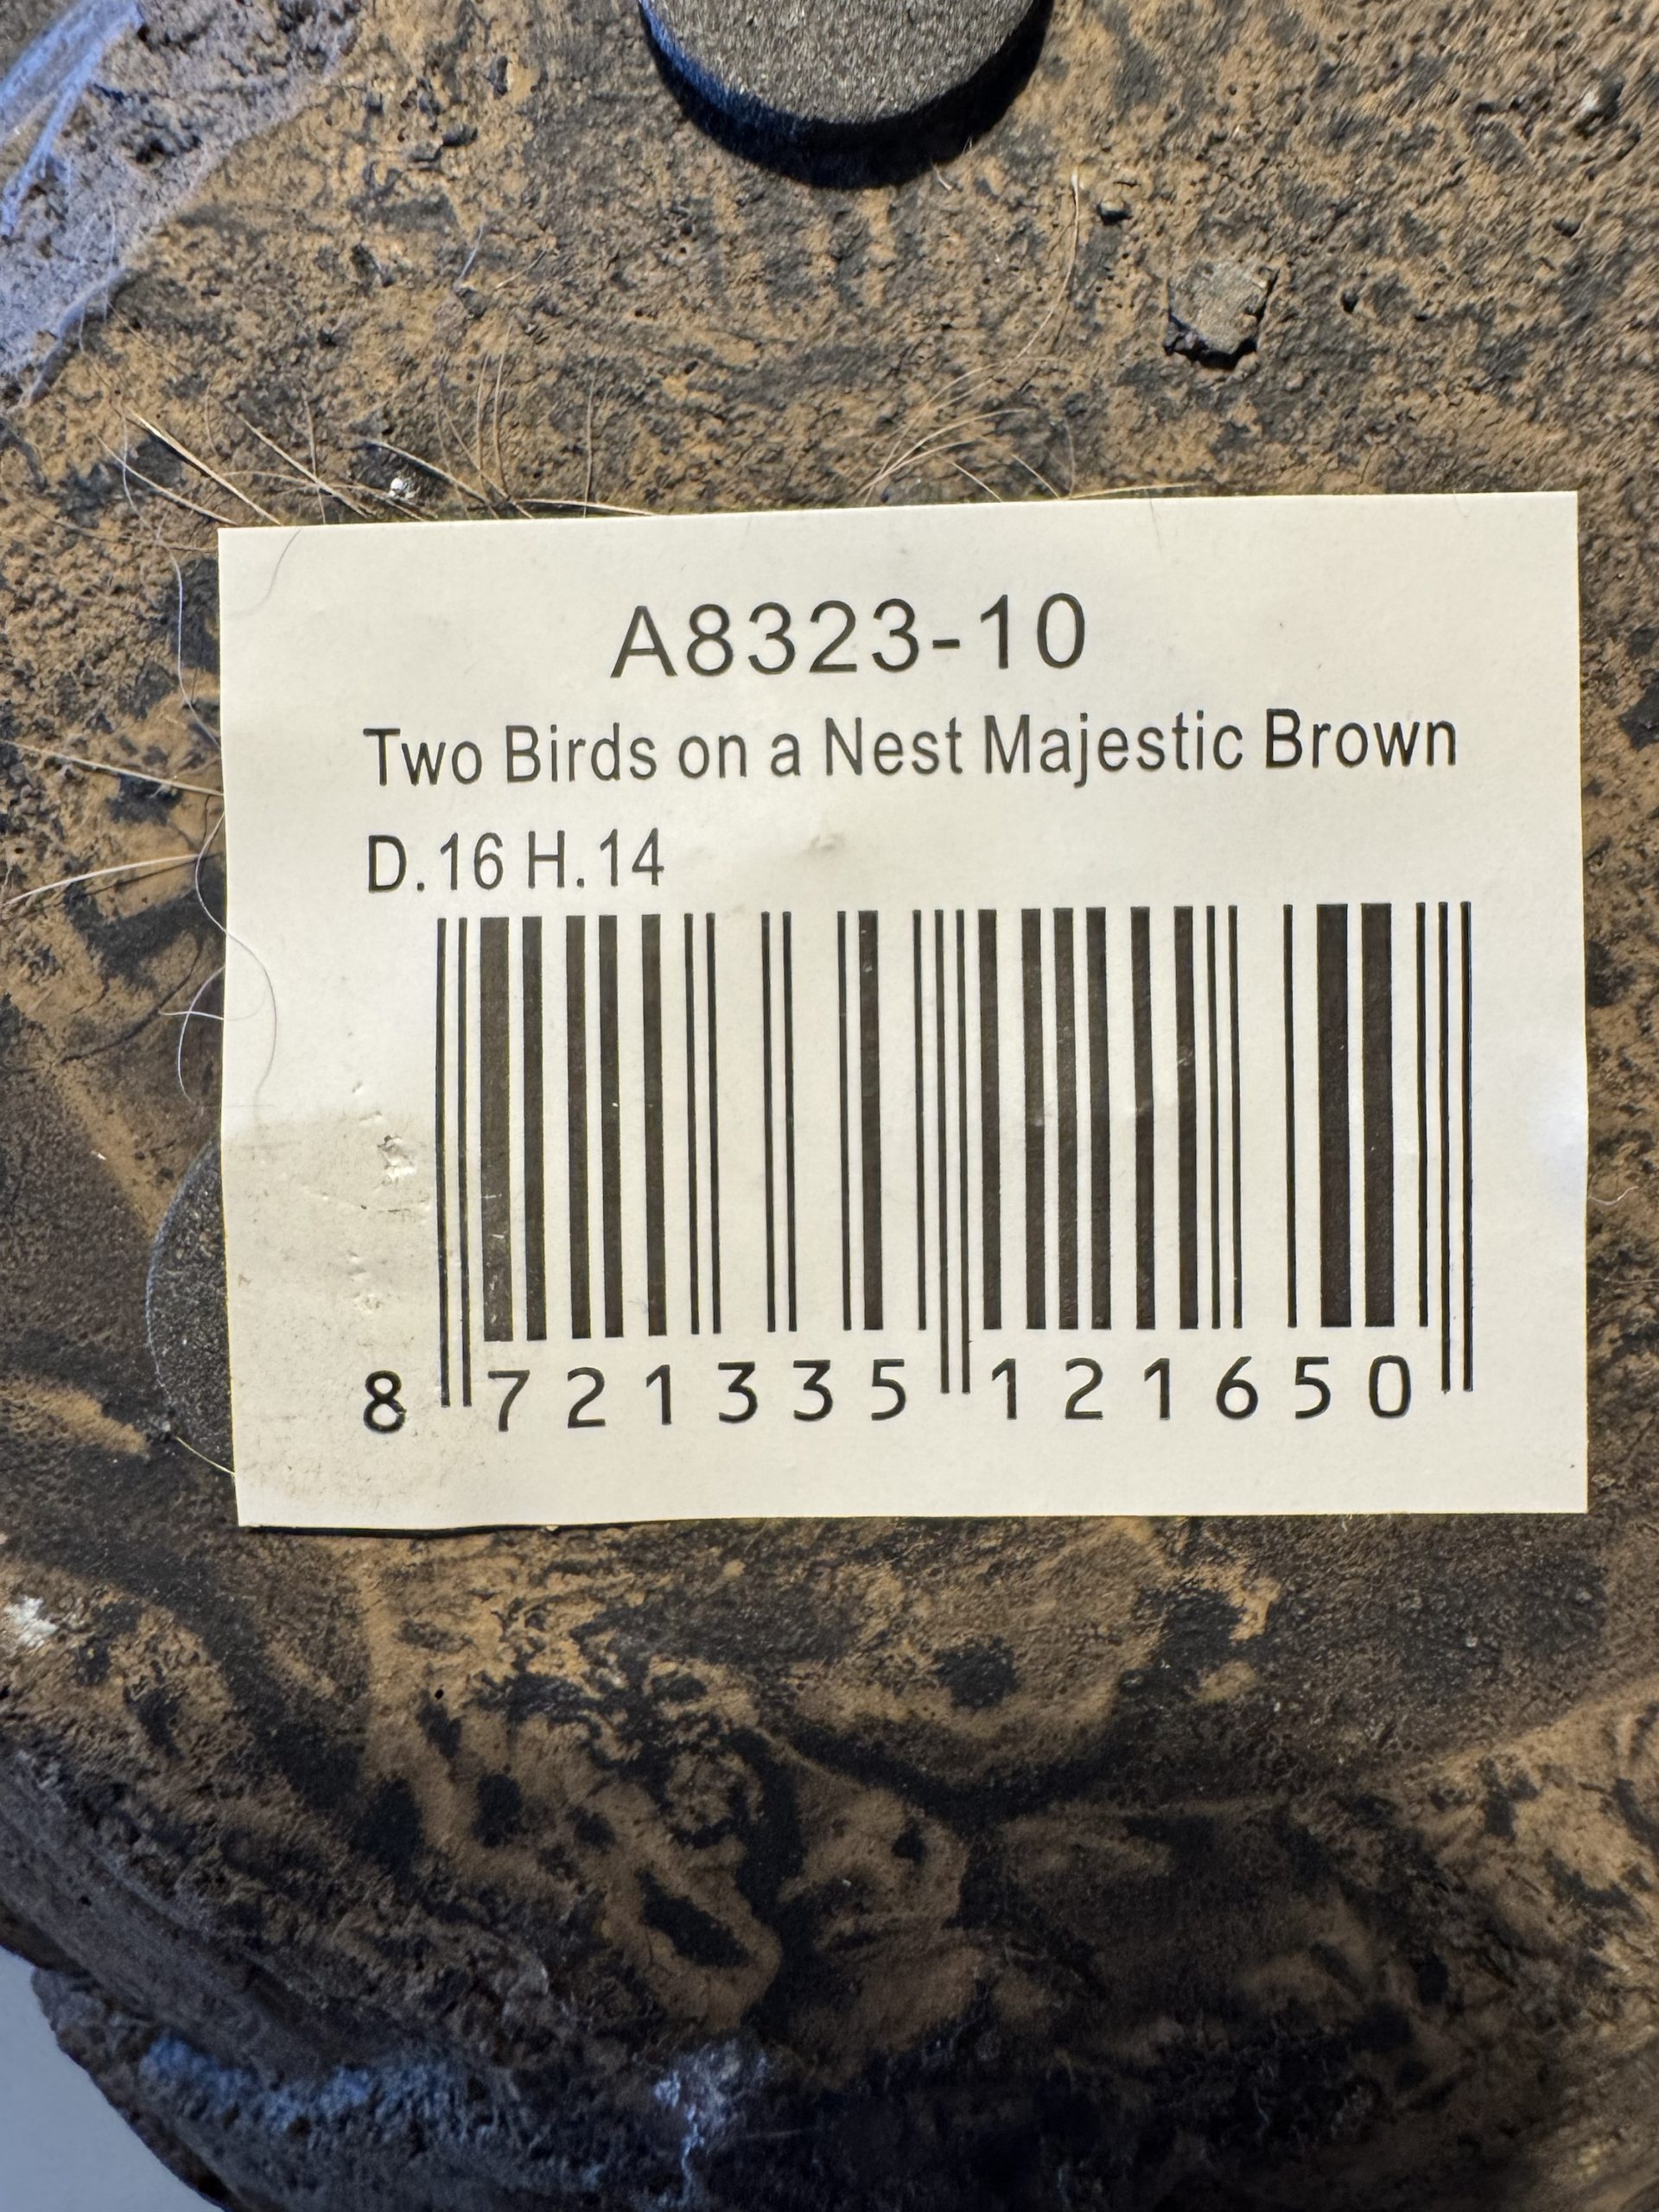 A8323-10
Two Birds on a Nest Majestic Brown
D.16 H.14
8 721335 121650